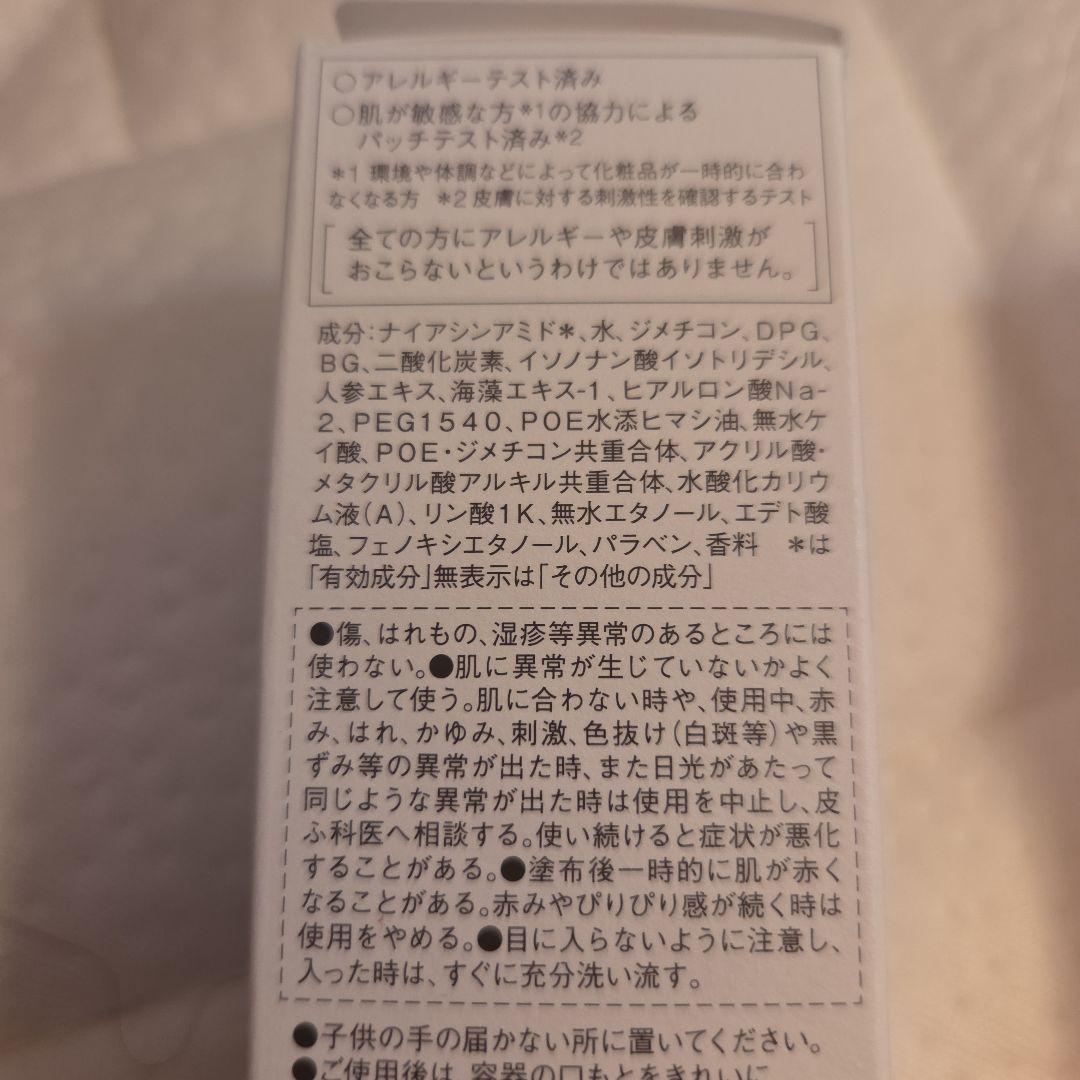 ○アレルギーテスト済み
○肌が敏感な方*1の協力による
パッチテスト済み*2
*1 環境や体調などによって化粧品が一時的に合わ
なくなる方 *2 皮膚に対する刺激性を確認するテスト
全ての方にアレルギーや皮膚刺激が
おこらないというわけではありません。
成分:ナイアシンアミド*、水、ジメチコン、DPG、
BG、二酸化炭素、イソノナン酸イソトリデシル、
人参エキス、海藻エキス-1、ヒアルロン酸Na-
2、PEG1540、POE水添ヒマシ油、無水ケ
イ酸、POE・ジメチコン共重合体、アクリル酸・
メタクリル酸アルキル共重合体、水酸化カリウ
ム液(A)、リン酸1K、無水エタノール、エデト酸
塩、フェノキシエタノール、パラベン、香料 *は
「有効成分」無表示は「その他の成分」
●傷、はれもの、湿疹等異常のあるところには
使わない。●肌に異常が生じていないかよく
注意して使う。肌に合わない時や、使用中、赤
み、はれ、かゆみ、刺激、色抜け(白斑等)や黒
ずみ等の異常が出た時、また日光があたって
同じような異常が出た時は使用を中止し、皮
ふ科医へ相談する。使い続けると症状が悪化
することがある。●塗布後一時的に肌が赤く
なることがある。赤みやぴりぴり感が続く時は
使用をやめる。●目に入らないように注意し、
入った時は、すぐに充分洗い流す。
●子供の手の届かない所に置いてください。
●ご使用後は、容器の口もとをきれいに